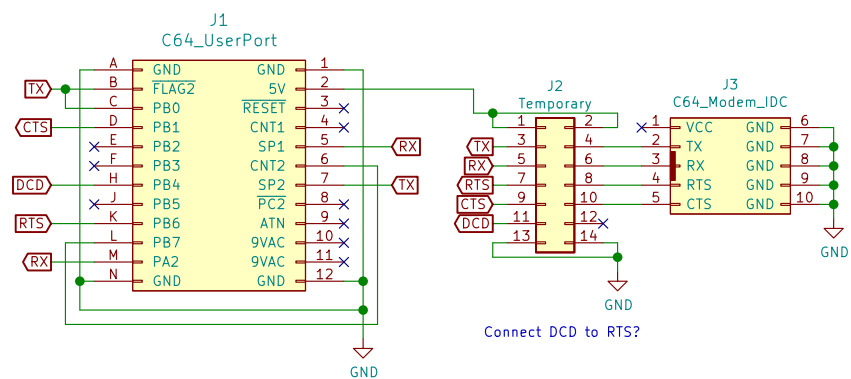 J1
C64_UserPort
A GND GND 1
TX B FLAG2 5V 2
C PB0 RESET 3
CTS D PB1 CNT1 4
E PB2 SP1 5 RX
F PB3 CNT2 6
DCD H PB4 SP2 7 TX
J PB5 PC2 8
RTS K PB6 ATN 9
L PB7 9VAC 10
RX M PA2 9VAC 11
N GND GND 12
GND
J2
Temporary
1 2
TX 3 4
RX 5 6
RTS 7 8
CTS 9 10
DCD 11 12
13 14
GND
Connect DCD to RTS?
J3
C64_Modem_IDC
1 VCC GND 6
2 TX GND 7
3 RX GND 8
4 RTS GND 9
5 CTS GND 10
GND